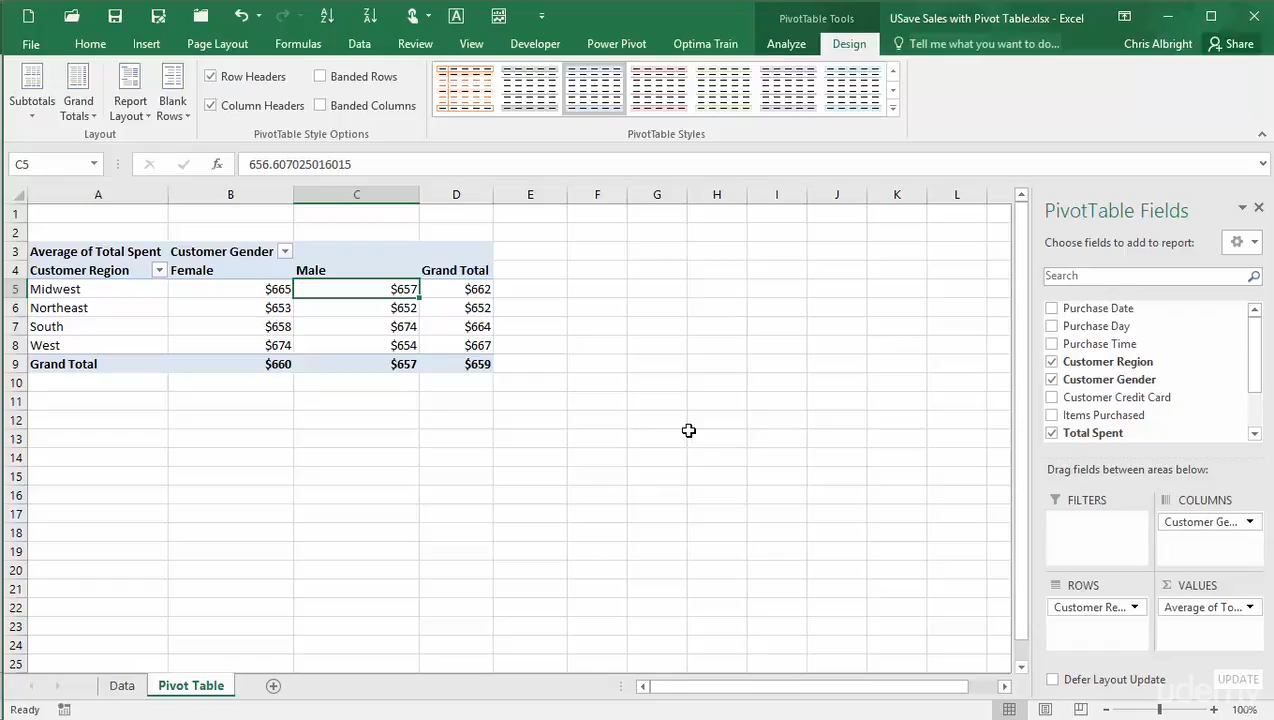 PivotTable Tools
USave Sales with Pivot Table.xlsx - Excel
File Home Insert Page Layout Formulas Data Review View Developer Power Pivot Optima Train Analyze Design Tell me what you want to do... Chris Albright Share
Subtotals
Grand Totals
Report Layout
Blank Rows
Layout
Row Headers Banded Rows
Column Headers Banded Columns
PivotTable Style Options
PivotTable Styles
C5 fx 656.607025016015
A B C D E F G H I J K L
1
2
3 Average of Total Spent Customer Gender
4 Customer Region Female Male Grand Total
5 Midwest $665 $657 $662
6 Northeast $653 $652 $652
7 South $658 $674 $664
8 West $674 $654 $667
9 Grand Total $660 $657 $659
10
11
12
13
14
15
16
17
18
19
20
21
22
23
24
25
PivotTable Fields
Choose fields to add to report:
Search
Purchase Date
Purchase Day
Purchase Time
Customer Region
Customer Gender
Customer Credit Card
Items Purchased
Total Spent
Drag fields between areas below:
FILTERS COLUMNS
Customer Ge...
ROWS Σ VALUES
Customer Re... Average of To...
Defer Layout Update UPDATE
udemy
Data Pivot Table
Ready 100%